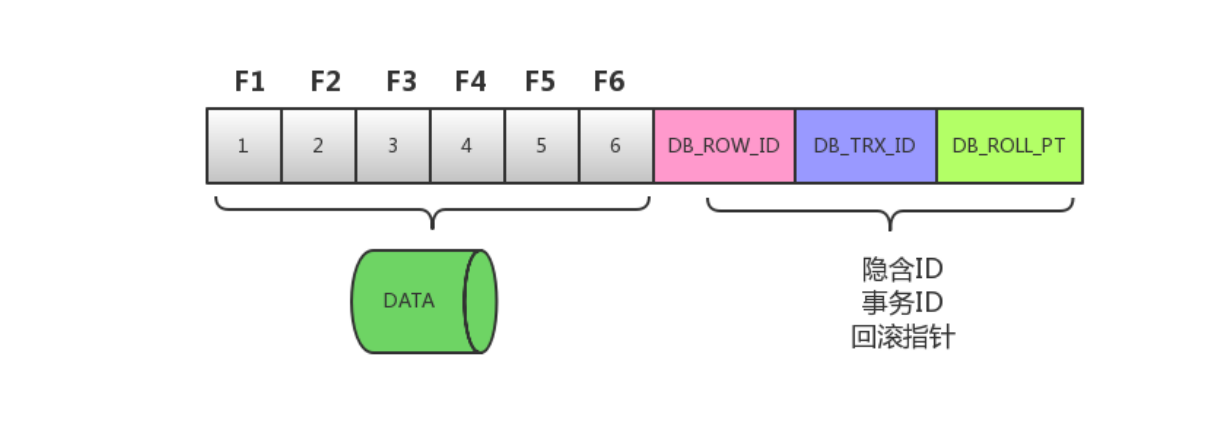 F1 F2 F3 F4 F5 F6
1 2 3 4 5 6 DB_ROW_ID DB_TRX_ID DB_ROLL_PT
DATA
隐含ID
事务ID
回滚指针